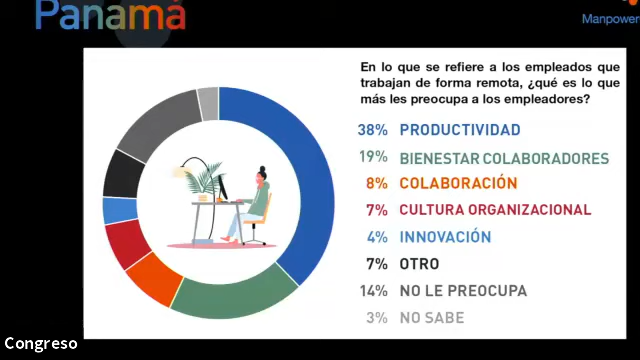 Panamá
Manpower
En lo que se refiere a los empleados que
trabajan de forma remota, ¿qué es lo que
más les preocupa a los empleadores?
38% PRODUCTIVIDAD
19% BIENESTAR COLABORADORES
8% COLABORACIÓN
7% CULTURA ORGANIZACIONAL
4% INNOVACIÓN
7% OTRO
14% NO LE PREOCUPA
3% NO SABE
Congreso